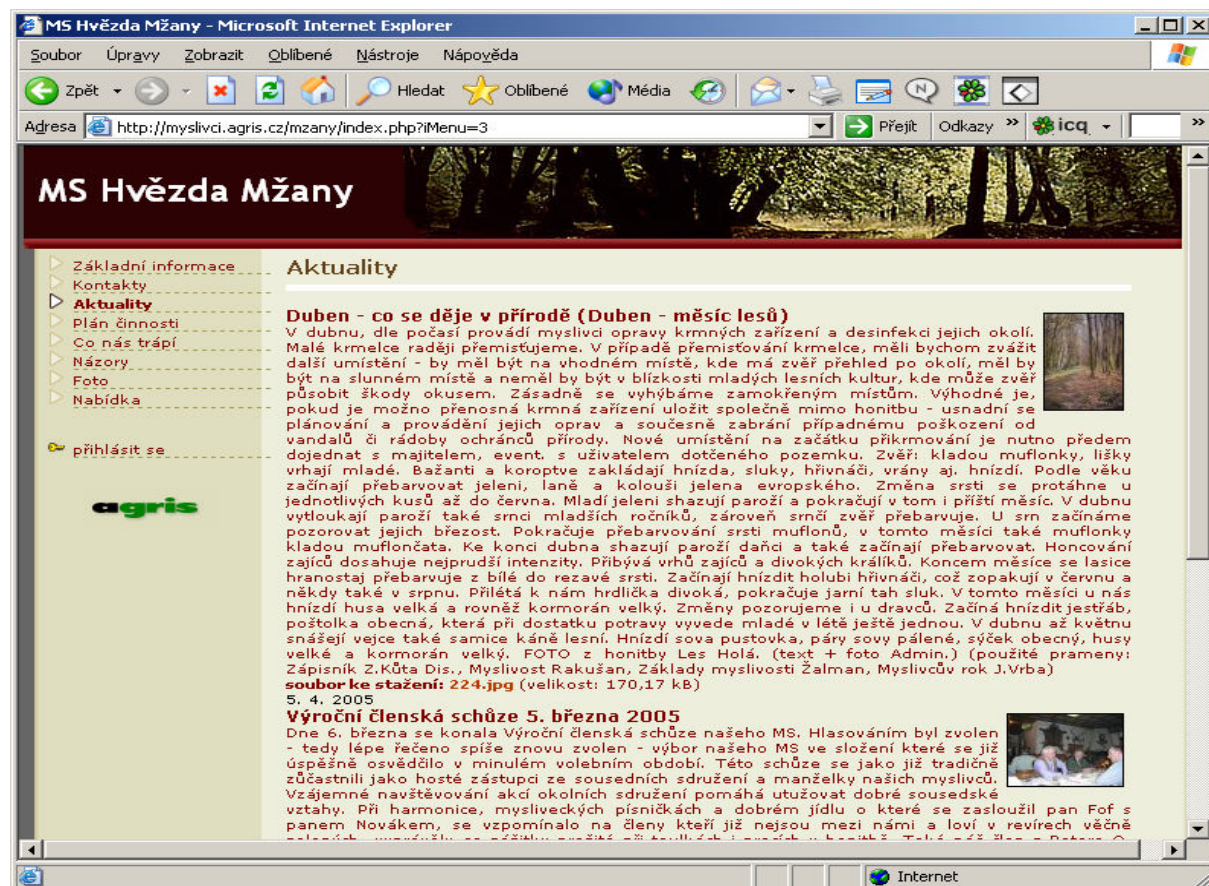 MS Hvězda Mžany - Microsoft Internet Explorer
Soubor Úpravy Zobrazit Oblíbené Nástroje Nápověda
Zpět Hledat Oblíbené Média
Adresa http://myslivci.agris.cz/mzany/index.php?iMenu=3 Přejít Odkazy » icq »
MS Hvězda Mžany
Základní informace
Kontakty
Aktuality
Plán činnosti
Co nás trápí
Názory
Foto
Nabídka
přihlásit se
agris
Aktuality
Duben - co se děje v přírodě (Duben - měsíc lesů)
V dubnu, dle počasí provádí myslivci opravy krmných zařízení a desinfekci jejich okolí.
Malé krmelce raději přemisťujeme. V případě přemisťování krmelce, měli bychom zvážit
další umístění - by měl být na vhodném místě, kde má zvěř přehled po okolí, měl by
být na slunném místě a neměl by být v blízkosti mladých lesních kultur, kde může zvěř
působit škody okusem. Zásadně se vyhýbáme zamokřeným místům. Výhodné je,
pokud je možno přenosná krmná zařízení uložit společně mimo honitbu - usnadní se
plánování a provádění jejich oprav a současně zabrání případnému poškození od
vandalů či rádoby ochránců přírody. Nové umístění na začátku přikrmování je nutno předem
dojednat s majitelem, event. s uživatelem dotčeného pozemku. Zvěř: kladou muflonky, lišky
vrhají mladé. Bažanti a koroptve zakládají hnízda, sluky, hřivnáči, vrány aj. hnízdí. Podle věku
začínají přebarvovat jeleni, laně a kolouši jelena evropského. Změna srsti se protáhne u
jednotlivých kusů až do června. Mladí jeleni shazují paroží a pokračují v tom i příští měsíc. V dubnu
vytloukají paroží také srnci mladších ročníků, zároveň srnčí zvěř přebarvuje. U srn začínáme
pozorovat jejich březost. Pokračuje přebarvování srsti muflonů, v tomto měsíci také muflonky
kladou muflončata. Ke konci dubna shazují paroží daňci a také začínají přebarvovat. Honcování
zajíců dosahuje nejprudší intenzity. Přibývá vrhů zajíců a divokých králíků. Koncem měsíce se lasice
hranostaj přebarvuje z bílé do rezavé srsti. Začínají hnízdit holubi hřivnáči, což zopakují v červnu a
někdy také v srpnu. Přilétá k nám hrdlička divoká, pokračuje jarní tah sluk. V tomto měsíci u nás
hnízdí husa velká a rovněž kormorán velký. Změny pozorujeme i u dravců. Začíná hnízdit jestřáb,
poštolka obecná, která při dostatku potravy vyvede mladé v létě ještě jednou. V dubnu až květnu
snášejí vejce také samice káně lesní. Hnízdí sova pustovka, páry sovy pálené, sýček obecný, husy
velké a kormorán velký. FOTO z honitby Les Holá. (text + foto Admin.) (použité prameny:
Zápisník Z.Kůta Dis., Myslivost Rakušan, Základy myslivosti Žalman, Myslivcův rok J.Vrba)
soubor ke stažení: 224.jpg (velikost: 170,17 kB)
5. 4. 2005
Výroční členská schůze 5. března 2005
Dne 6. března se konala Výroční členská schůze našeho MS. Hlasováním byl zvolen
- tedy lépe řečeno spíše znovu zvolen - výbor našeho MS ve složení které se již
úspěšně osvědčilo v minulém volebním období. Této schůze se jako již tradičně
zůčastnili jako hosté zástupci ze sousedních sdružení a manželky našich myslivců.
Vzájemné navštěvování akcí okolních sdružení pomáhá utužovat dobré sousedské
vztahy. Při harmonice, mysliveckých písničkách a dobrém jídlu o které se zasloužil pan Fof s
panem Novákem, se vzpomínalo na členy kteří již nejsou mezi námi a loví v revírech věčně
Internet